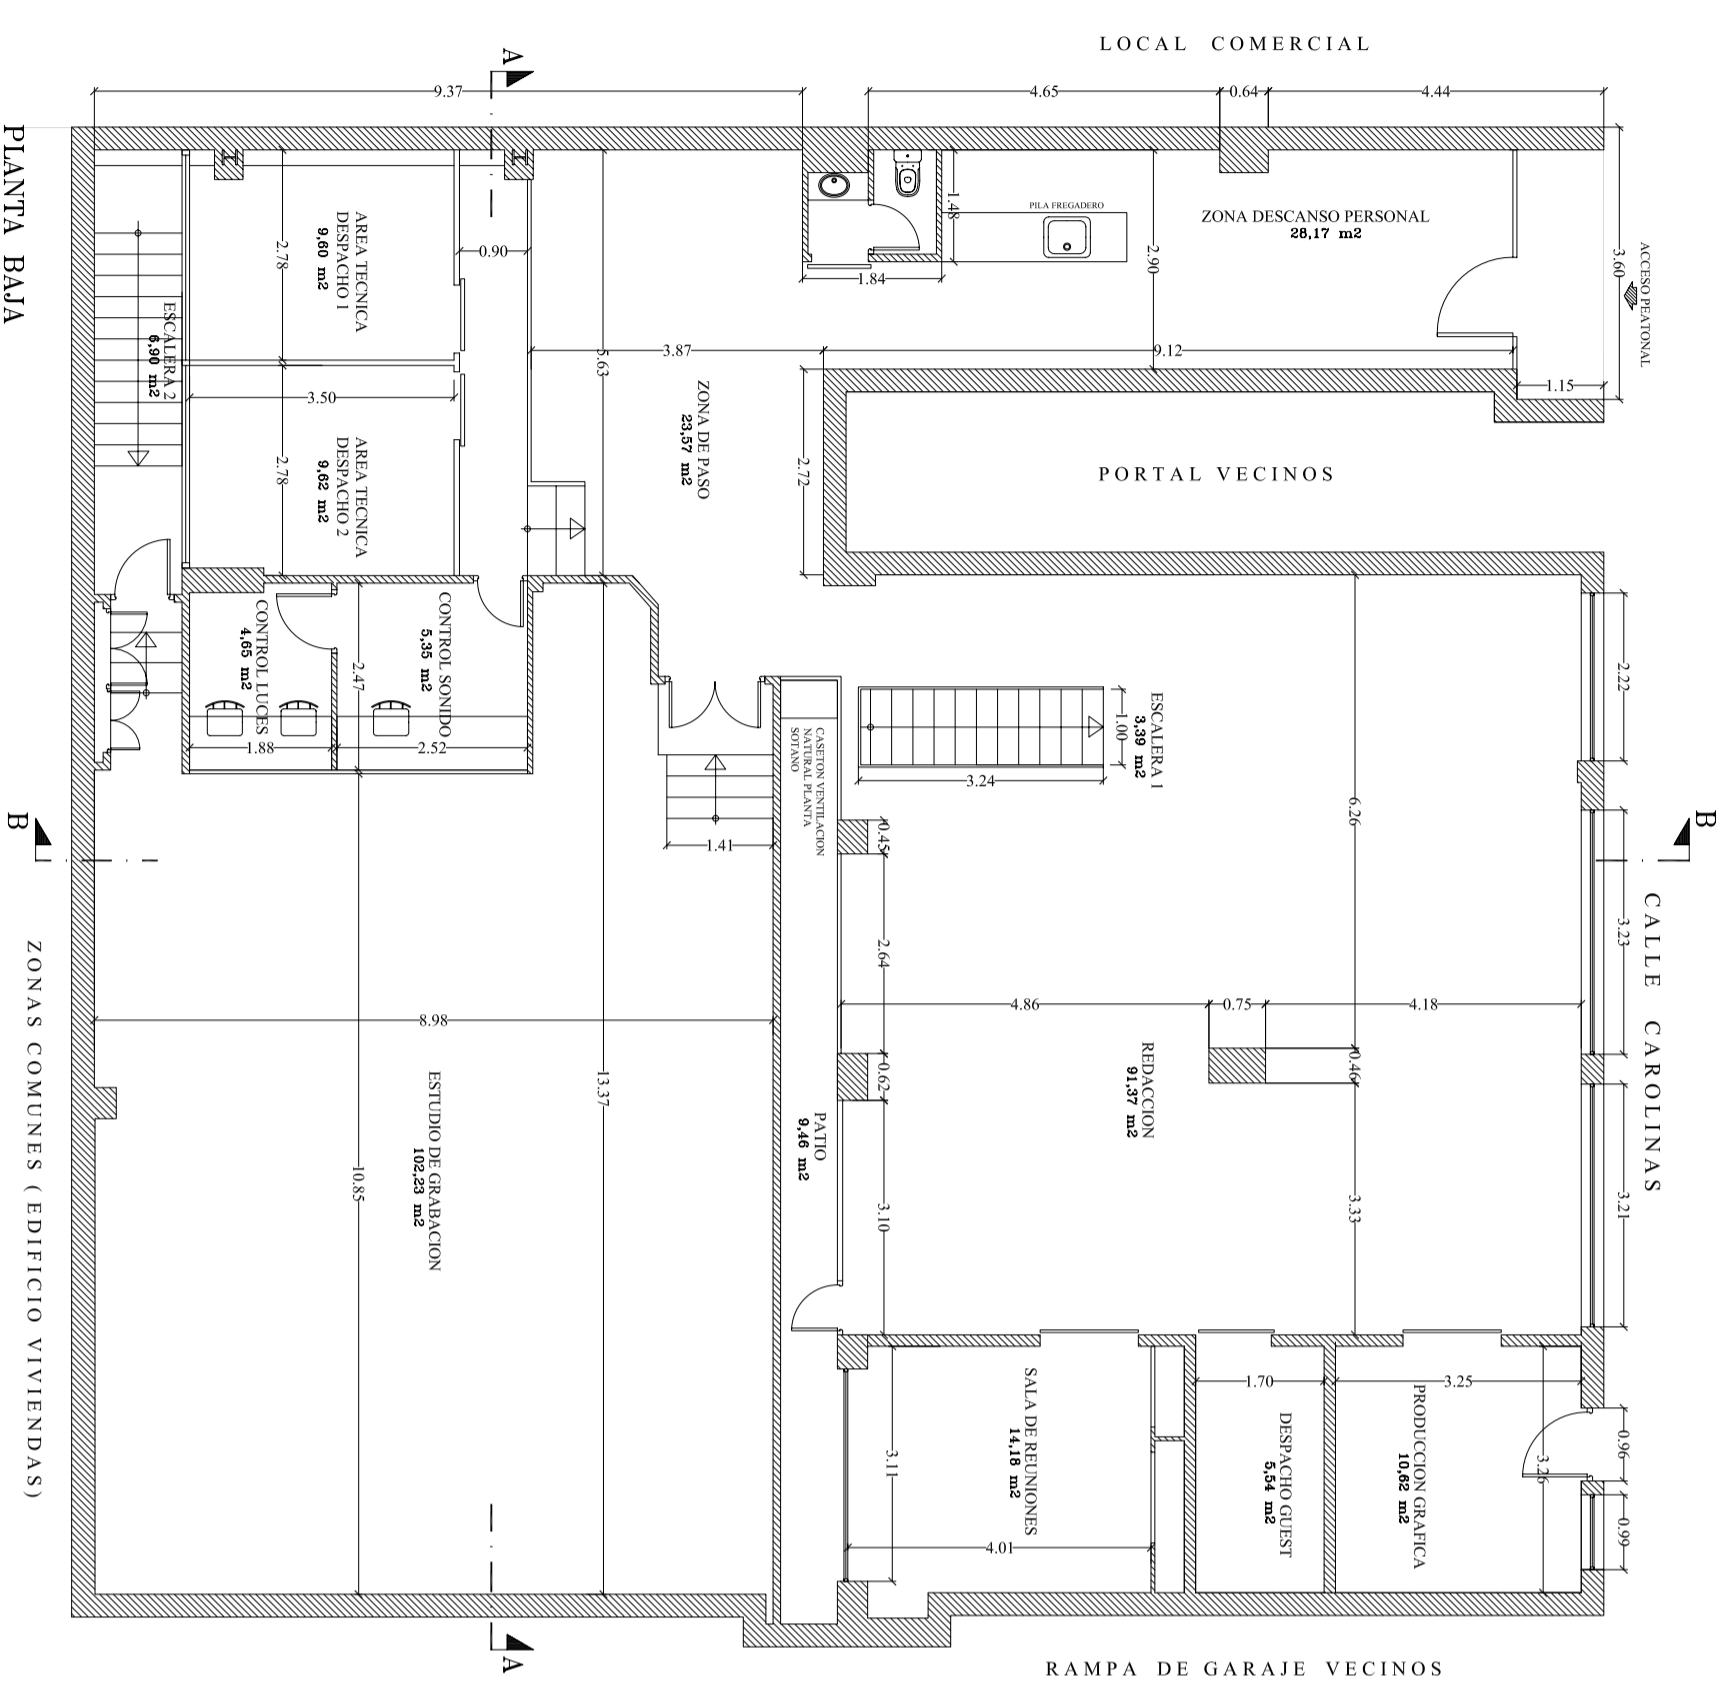 LOCAL COMERCIAL
A
9.37
4.65
0.64
4.44
PLANTA BAJA
ACCESO PEATONAL
3.60
ZONA DESCANSO PERSONAL
28,17 m2
PILA FREGADERO
1.48
2.90
1.84
0.90
AREA TECNICA
DESPACHO 1
9,60 m2
2.78
ESCALERA 2
6,90 m2
5.63
3.87
9.12
1.15
3.50
ZONA DE PASO
23,57 m2
2.72
AREA TECNICA
DESPACHO 2
9,62 m2
2.78
PORTAL VECINOS
CONTROL LUCES
4,65 m2
CONTROL SONIDO
5,35 m2
2.47
1.88
2.52
2.22
ESCALERA 1
3,39 m2
1.00
3.24
CASETON VENTILACION
NATURAL PLANTA
SOTANO
1.41
0.45
6.26
B
B
CALLE CAROLINAS
3.23
2.64
4.86
0.75
4.18
8.98
0.46
0.62
REDACCION
91,37 m2
ESTUDIO DE GRABACION
102,23 m2
13.37
10.85
PATIO
9,46 m2
3.10
3.33
3.21
ZONAS COMUNES ( EDIFICIO VIVIENDAS)
SALA DE REUNIONES
14,18 m2
3.11
4.01
1.70
DESPACHO GUEST
5,54 m2
3.25
PRODUCCION GRAFICA
10,62 m2
3.26
0.96
0.99
A
RAMPA DE GARAJE VECINOS